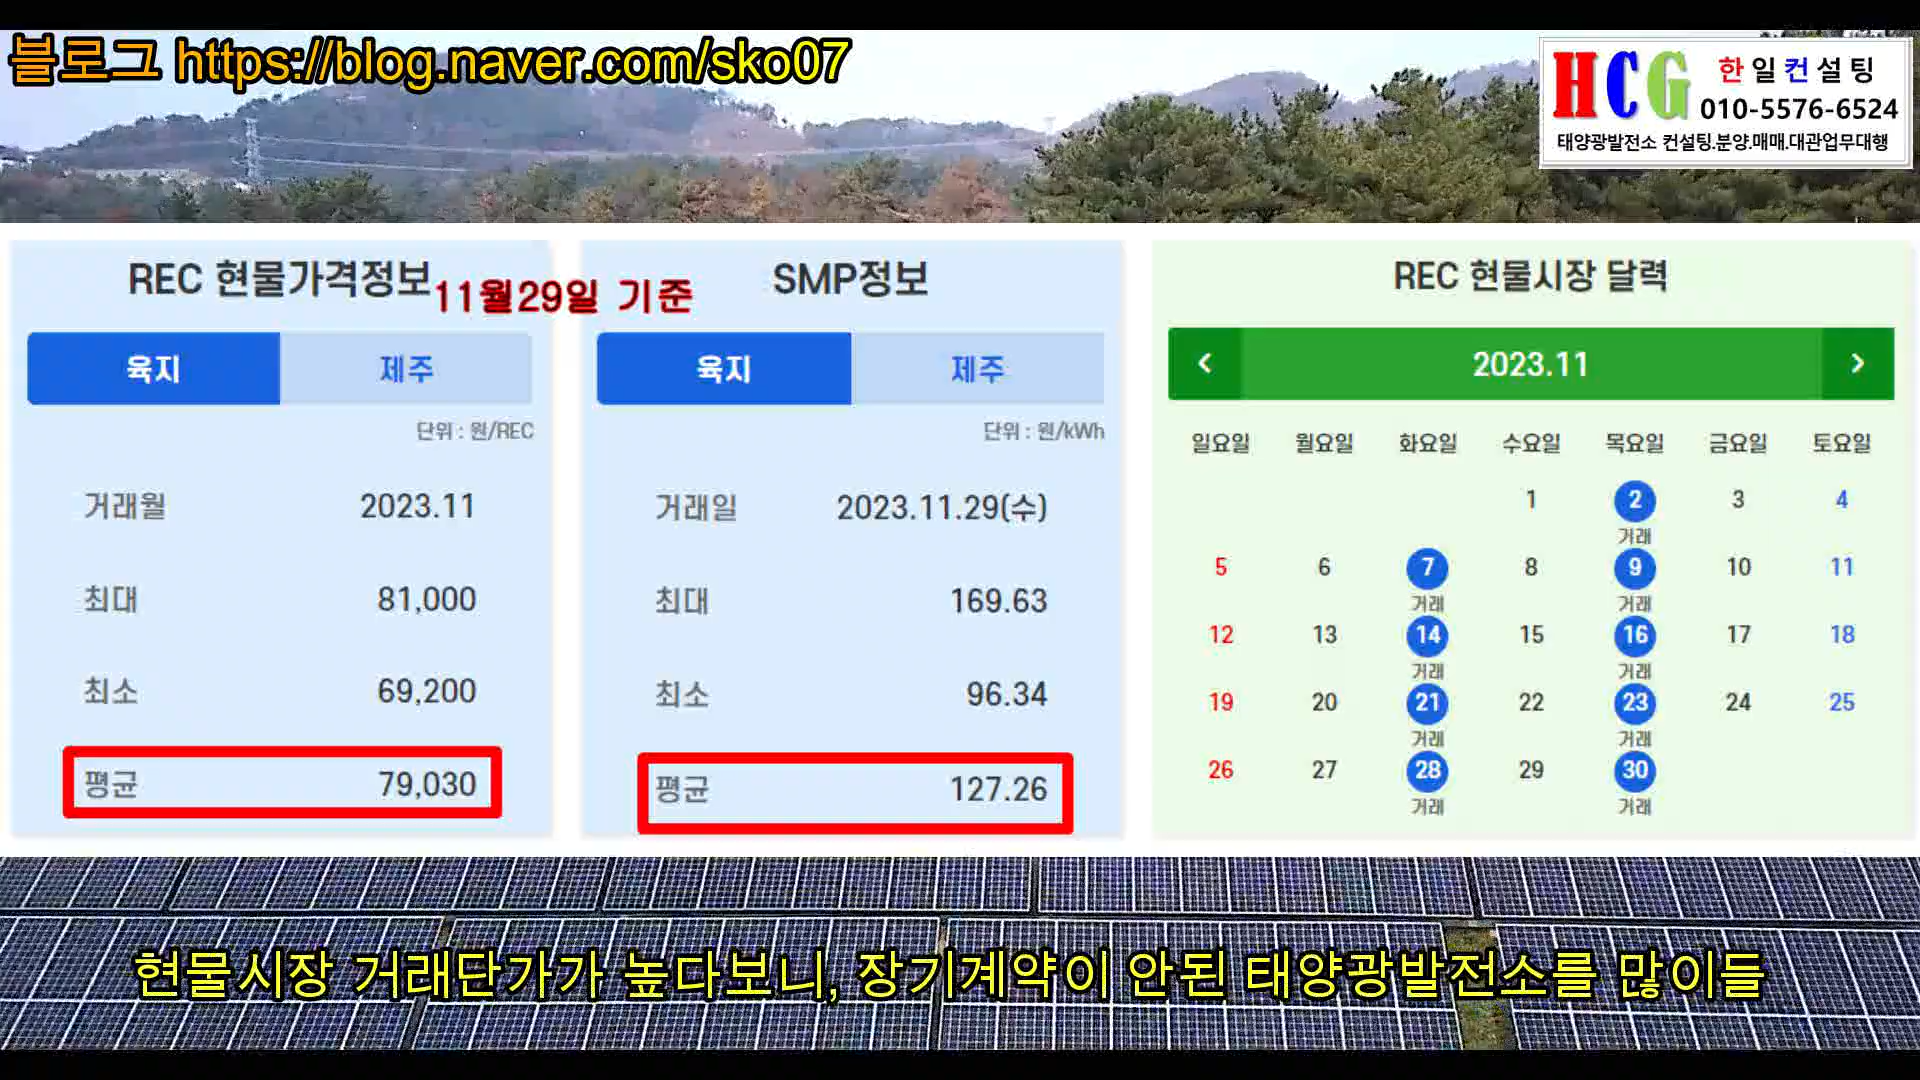 블로그 https://blog.naver.com/sko07
HCG 한일컨설팅
010-5576-6524
태양광발전소 컨설팅.분양.매매.대관업무대행
REC 현물가격정보
11월29일 기준
육지 제주
단위 : 원/REC
거래월 2023.11
최대 81,000
최소 69,200
평균 79,030
SMP정보
육지 제주
단위 : 원/kWh
거래일 2023.11.29(수)
최대 169.63
최소 96.34
평균 127.26
REC 현물시장 달력
< 2023.11 >
일요일 월요일 화요일 수요일 목요일 금요일 토요일
1 2 3 4
거래
5 6 7 8 9 10 11
거래 거래
12 13 14 15 16 17 18
거래 거래
19 20 21 22 23 24 25
거래 거래
26 27 28 29 30
거래 거래
현물시장 거래단가가 높다보니, 장기계약이 안된 태양광발전소를 많이들